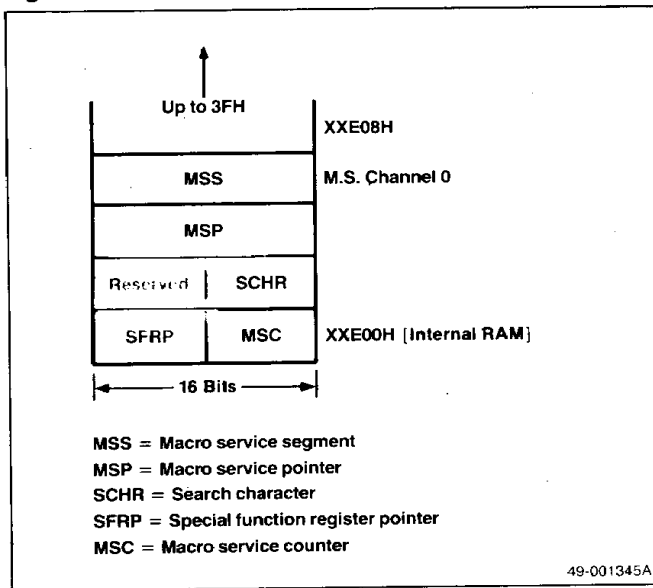 Up to 3FH
XXE08H
MSS
M.S. Channel 0
MSP
Reserved
SCHR
SFRP
MSC
XXE00H [Internal RAM]
16 Bits
MSS = Macro service segment
MSP = Macro service pointer
SCHR = Search character
SFRP = Special function register pointer
MSC = Macro service counter
49-001345A